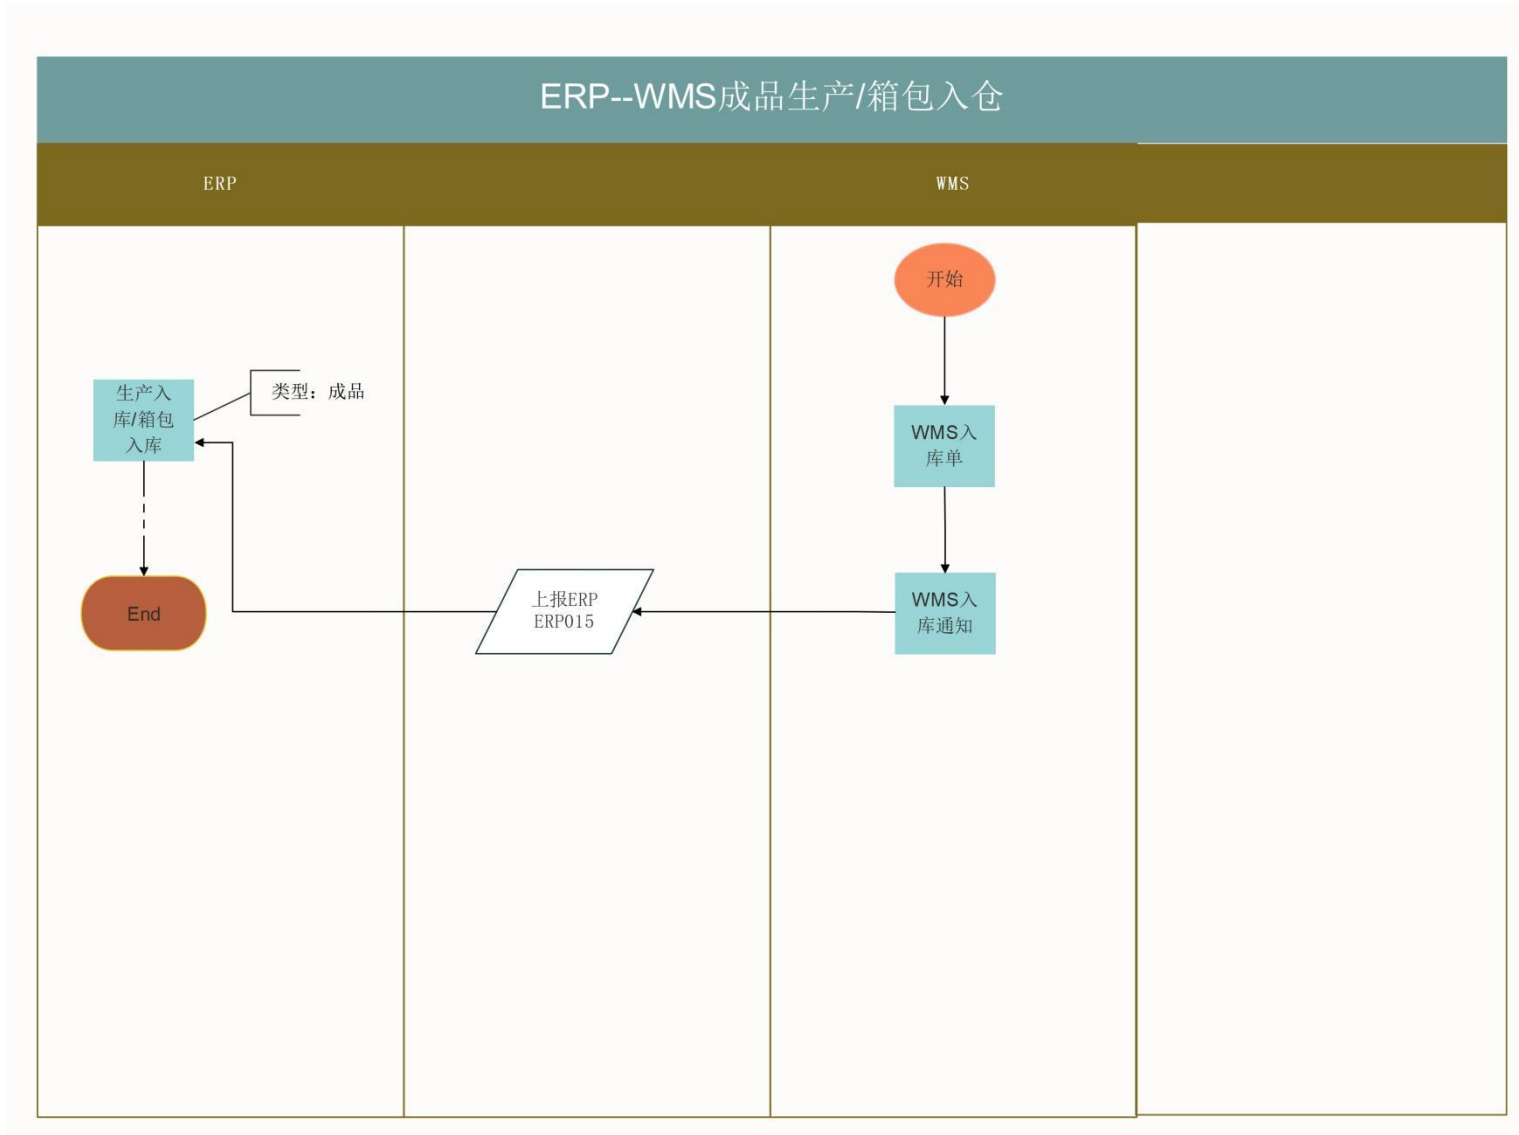 ERP--WMS成品生产/箱包入仓
ERP
WMS
开始
生产入
库/箱包
入库
类型：成品
WMS入
库单
上报ERP
ERP015
WMS入
库通知
End